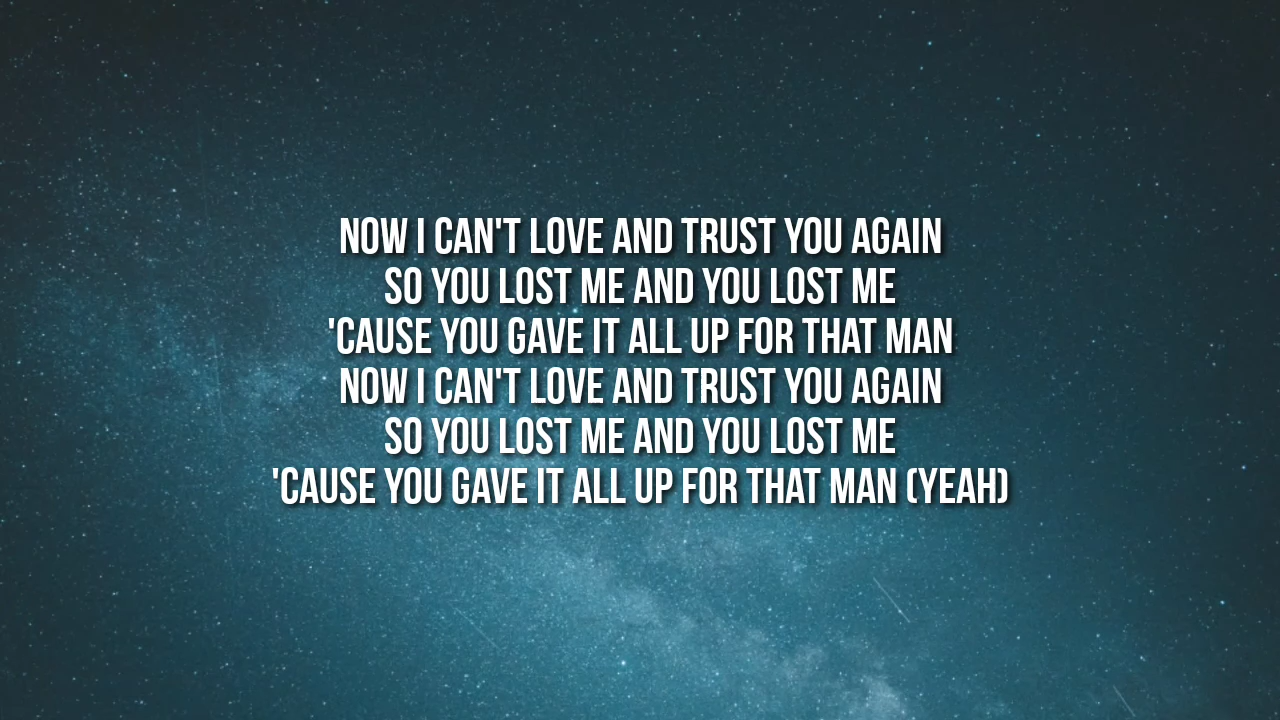 NOW I CAN'T LOVE AND TRUST YOU AGAIN
SO YOU LOST ME AND YOU LOST ME
'CAUSE YOU GAVE IT ALL UP FOR THAT MAN
NOW I CAN'T LOVE AND TRUST YOU AGAIN
SO YOU LOST ME AND YOU LOST ME
'CAUSE YOU GAVE IT ALL UP FOR THAT MAN (YEAH)